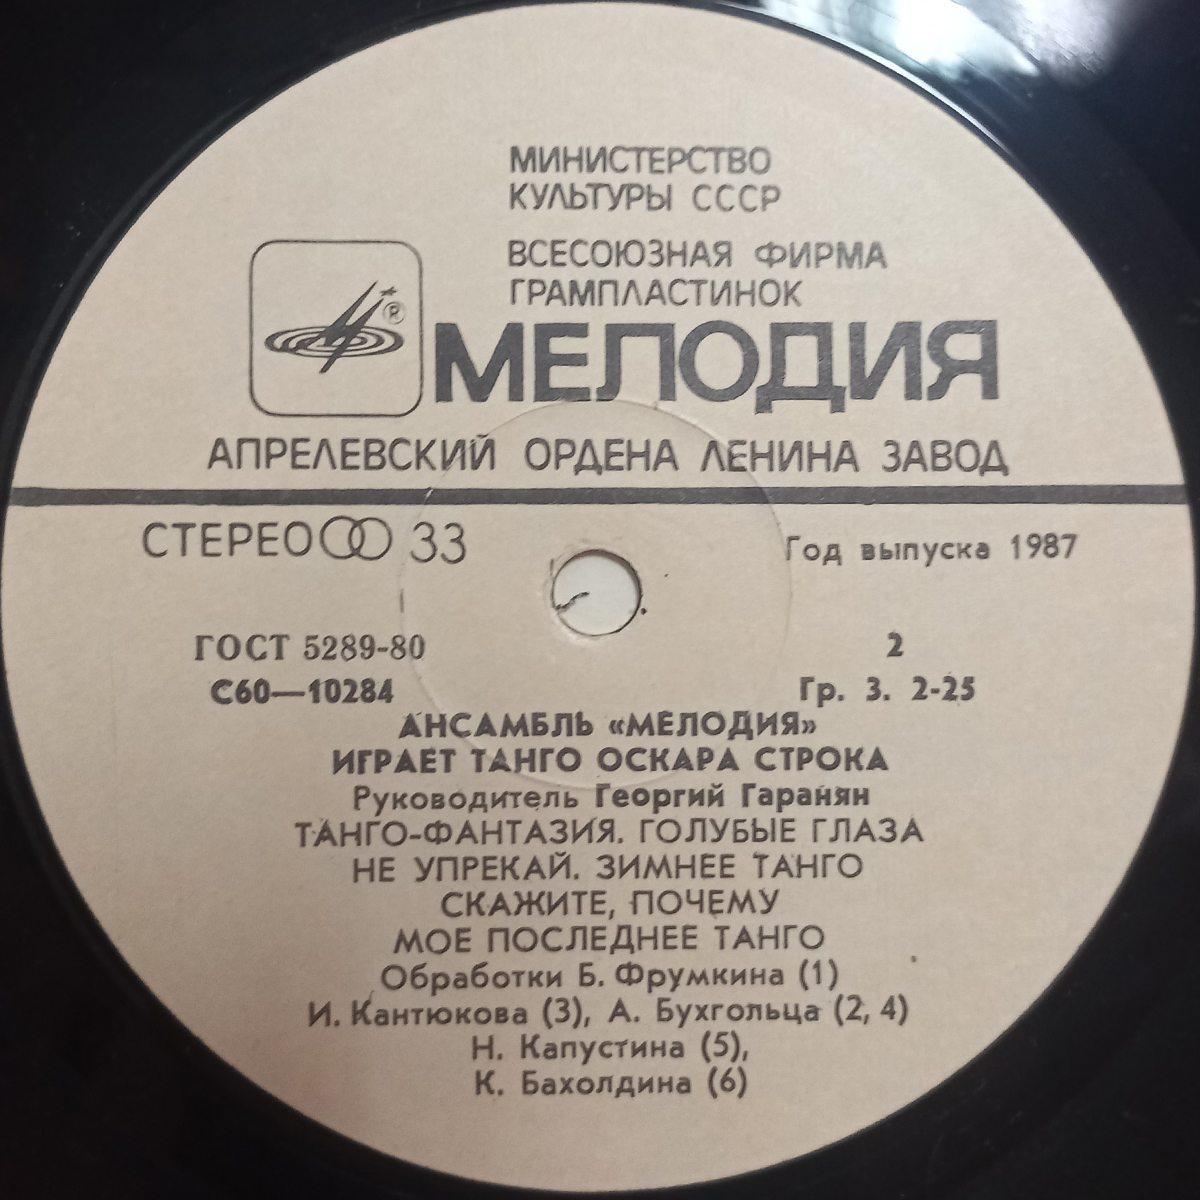 МИНИСТЕРСТВО
КУЛЬТУРЫ СССР
ВСЕСОЮЗНАЯ ФИРМА
ГРАМПЛАСТИНОК
®
МЕЛОДИЯ
АПРЕЛЕВСКИЙ ОРДЕНА ЛЕНИНА ЗАВОД
СТЕРЕО 33
Год выпуска 1987
ГОСТ 5289-80
2
С60—10284
Гр. 3. 2-25
АНСАМБЛЬ «МЕЛОДИЯ»
ИГРАЕТ ТАНГО ОСКАРА СТРОКА
Руководитель Георгий Гаранян
ТАНГО-ФАНТАЗИЯ. ГОЛУБЫЕ ГЛАЗА
НЕ УПРЕКАЙ. ЗИМНЕЕ ТАНГО
СКАЖИТЕ, ПОЧЕМУ
МОЕ ПОСЛЕДНЕЕ ТАНГО
Обработки Б. Фрумкина (1)
И. Кантюкова (3), А. Бухгольца (2, 4)
Н. Капустина (5),
К. Бахолдина (6)